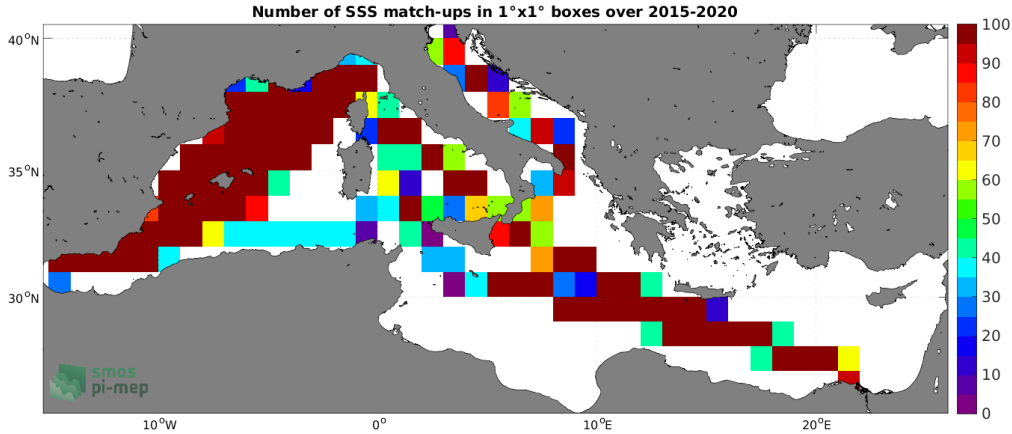 Number of SSS match-ups in 1°x1° boxes over 2015-2020
40°N
35°N
30°N
10°W
0°
10°E
20°E
100
90
80
70
60
50
40
30
20
10
0
smos
pi-mep